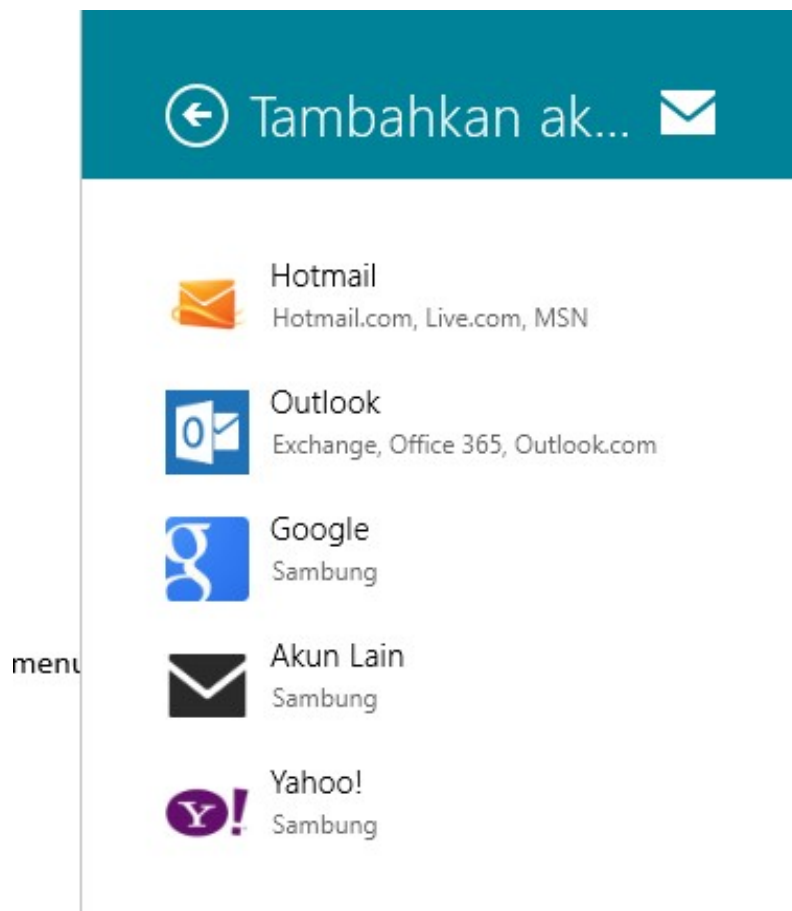 Tambahkan ak...
Hotmail
Hotmail.com, Live.com, MSN
Outlook
Exchange, Office 365, Outlook.com
Google
Sambung
menu
Akun Lain
Sambung
Yahoo!
Sambung